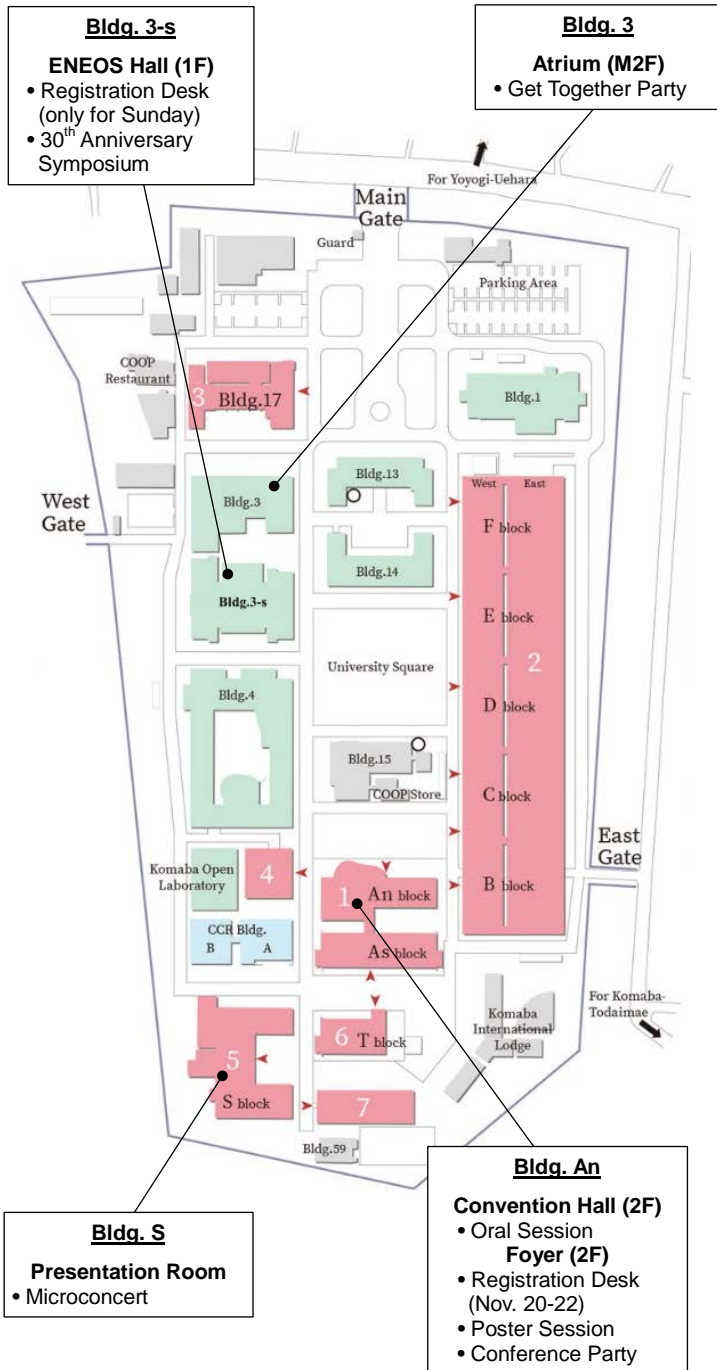 Bldg. 3-s
ENEOS Hall (1F)
• Registration Desk
(only for Sunday)
• 30th Anniversary
Symposium
Bldg. 3
Atrium (M2F)
• Get Together Party
For Yoyogi-Uehara
Main
Gate
Guard
Parking Area
COOP
Restaurant
3
Bldg.17
Bldg.1
West
Gate
Bldg.3
Bldg.13
West
East
F block
Bldg.14
Bldg.3-s
E block
2
University Square
Bldg.4
D block
Bldg.15
COOP Store
C block
East
Gate
Komaba Open
Laboratory
4
1
An block
B block
CCR Bldg.
B
A
As block
For Komaba-
Todaimae
Komaba
International
Lodge
6
T block
5
S block
7
Bldg.59
Bldg. S
Presentation Room
• Microconcert
Bldg. An
Convention Hall (2F)
• Oral Session
Foyer (2F)
• Registration Desk
(Nov. 20-22)
• Poster Session
• Conference Party